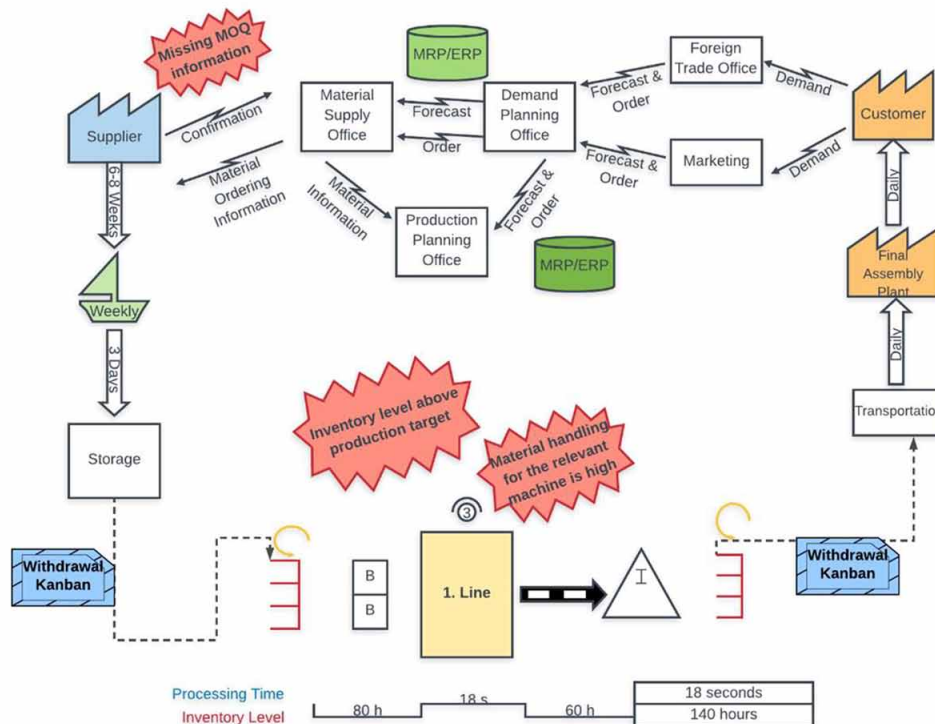 Missing MOQ
information
MRP/ERP
Foreign
Trade Office
Demand
Forecast &
Order
Customer
Supplier
Confirmation
Material
Supply
Office
Forecast
Order
Demand
Planning
Office
Forecast &
Order
Marketing
Demand
Material
Ordering
Information
Material
Information
Forecast &
Order
Production
Planning
Office
MRP/ERP
6-8 Weeks
Weekly
3 Days
Daily
Final
Assembly
Plant
Daily
Transportation
Storage
Inventory level above
production target
Material handling
for the relevant
machine is high
3
Withdrawal
Kanban
B
B
1. Line
I
Withdrawal
Kanban
Processing Time
Inventory Level
80 h
18 s
60 h
18 seconds
140 hours